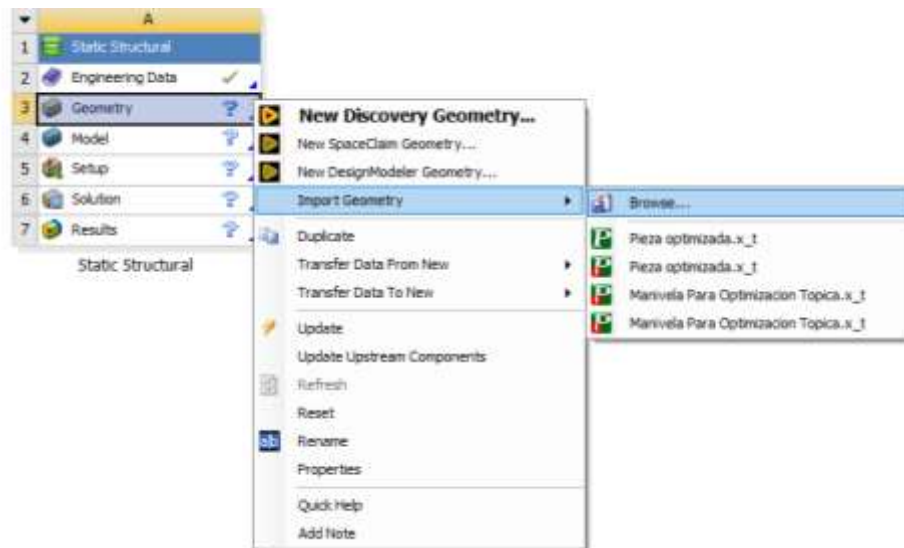 A
1 Static Structural
2 Engineering Data
3 Geometry
4 Model
5 Setup
6 Solution
7 Results
Static Structural
New Discovery Geometry...
New SpaceClaim Geometry...
New DesignModeler Geometry...
Import Geometry
Duplicate
Transfer Data From New
Transfer Data To New
Update
Update Upstream Components
Refresh
Reset
Rename
Properties
Quick Help
Add Note
Browse...
Pieza optimizada.x_t
Pieza optimizada.x_t
Manivela Para Optimizacion Topica.x_t
Manivela Para Optimizacion Topica.x_t